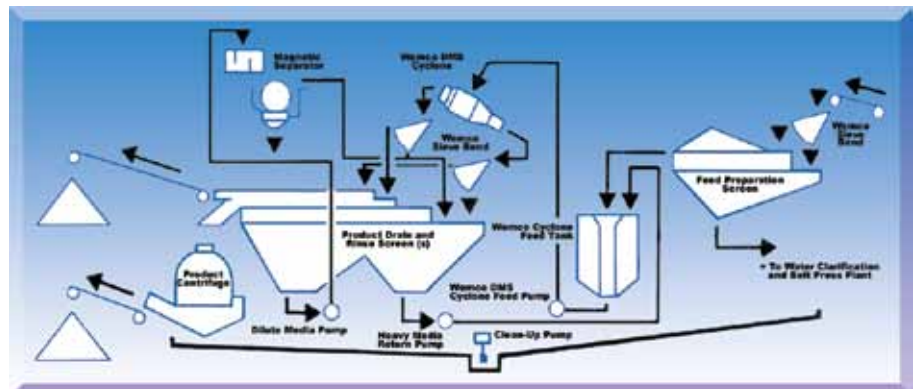 Magnetic
Separator
Wemco DMS
Cyclone
Wemco
Sieve Bend
Wemco
Sieve
Bend
Feed Preparation
Screen
Wemco Cyclone
Feed Tank
Product Drain and
Rinse Screen (s)
Product
Centrifuge
+ To Water Clarification
and Belt Press Plant
Wemco DMS
Cyclone Feed Pump
Dilute Media Pump
Heavy Media
Return Pump
Clean-Up Pump